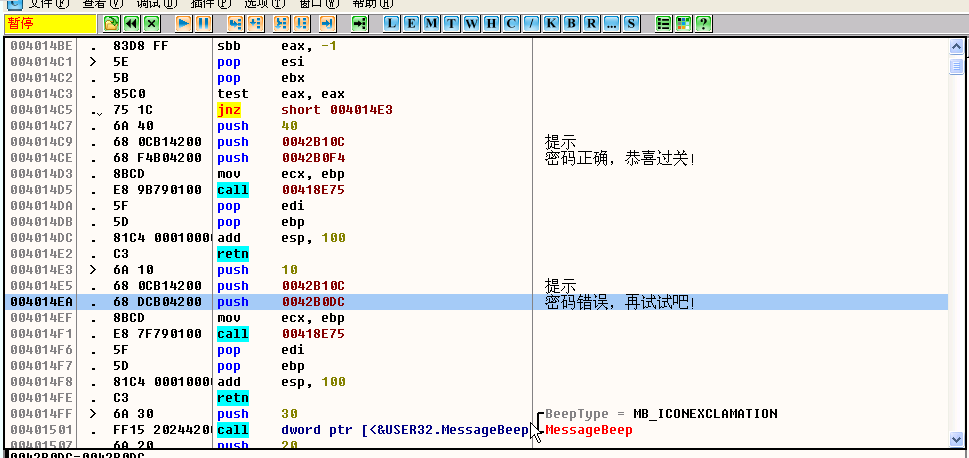 文件(F) 查看(V) 调试(D) 插件(P) 选项(T) 窗口(W) 帮助(H)
暂停 L E M T W H C / K B R ... S ?
004014BE . 83D8 FF sbb eax, -1
004014C1 > 5E pop esi
004014C2 . 5B pop ebx
004014C3 . 85C0 test eax, eax
004014C5 . 75 1C jnz short 004014E3
004014C7 . 6A 40 push 40
004014C9 . 68 0CB14200 push 0042B10C 提示
004014CE . 68 F4B04200 push 0042B0F4 密码正确，恭喜过关!
004014D3 . 8BCD mov ecx, ebp
004014D5 . E8 9B790100 call 00418E75
004014DA . 5F pop edi
004014DB . 5D pop ebp
004014DC . 81C4 00010000 add esp, 100
004014E2 . C3 retn
004014E3 > 6A 10 push 10
004014E5 . 68 0CB14200 push 0042B10C 提示
004014EA . 68 DCB04200 push 0042B0DC 密码错误，再试试吧!
004014EF . 8BCD mov ecx, ebp
004014F1 . E8 7F790100 call 00418E75
004014F6 . 5F pop edi
004014F7 . 5D pop ebp
004014F8 . 81C4 00010000 add esp, 100
004014FE . C3 retn
004014FF > 6A 30 push 30 BeepType = MB_ICONEXCLAMATION
00401501 . FF15 20244200 call dword ptr [<&USER32.MessageBeep MessageBeep
00401507 . 6A 20 push 20
0042B0DC=0042B0DC